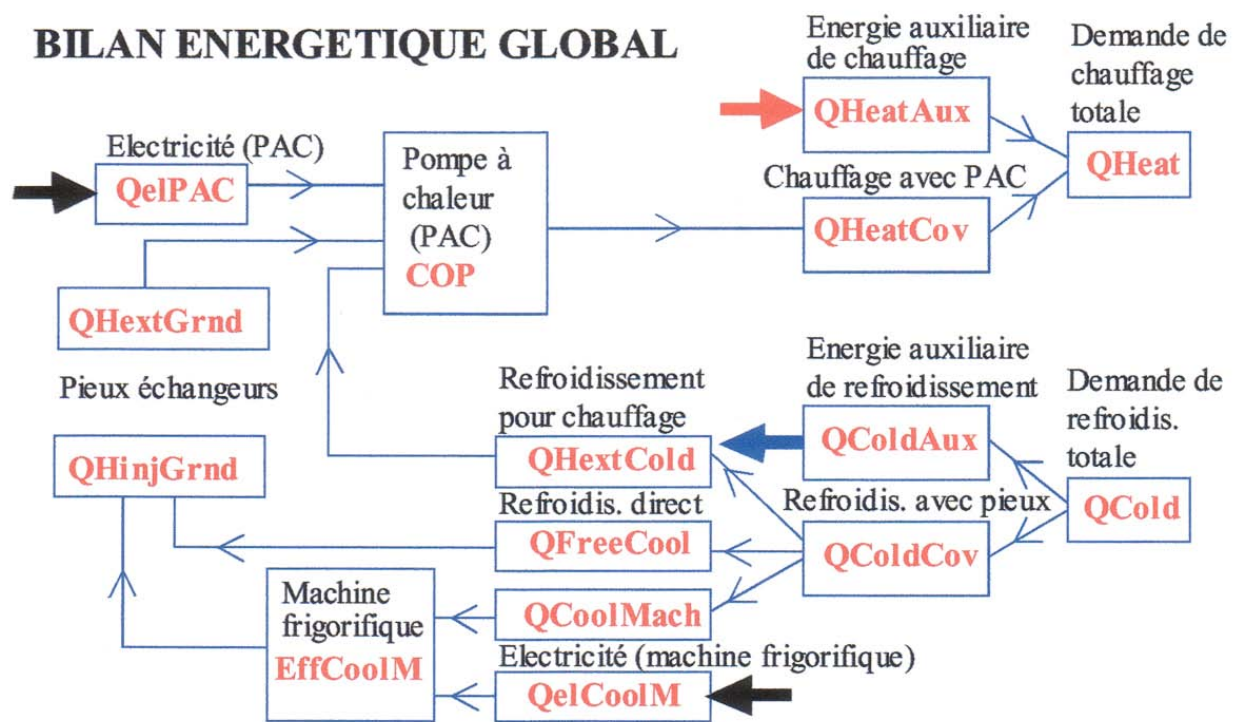 BILAN ENERGETIQUE GLOBAL
Energie auxiliaire
de chauffage
QHeatAux
Demande de
chauffage
totale
QHeat
Electricité (PAC)
QelPAC
Pompe à
chaleur
(PAC)
COP
Chauffage avec PAC
QHeatCov
QHextGrnd
Pieux échangeurs
QHinjGrnd
Refroidissement
pour chauffage
QHextCold
Energie auxiliaire
de refroidissement
QColdAux
Demande de
refroidis.
totale
QCold
Refroidis. direct
QFreeCool
Refroidis. avec pieux
QColdCov
Machine
frigorifique
EffCoolM
QCoolMach
Electricité (machine frigorifique)
QelCoolM